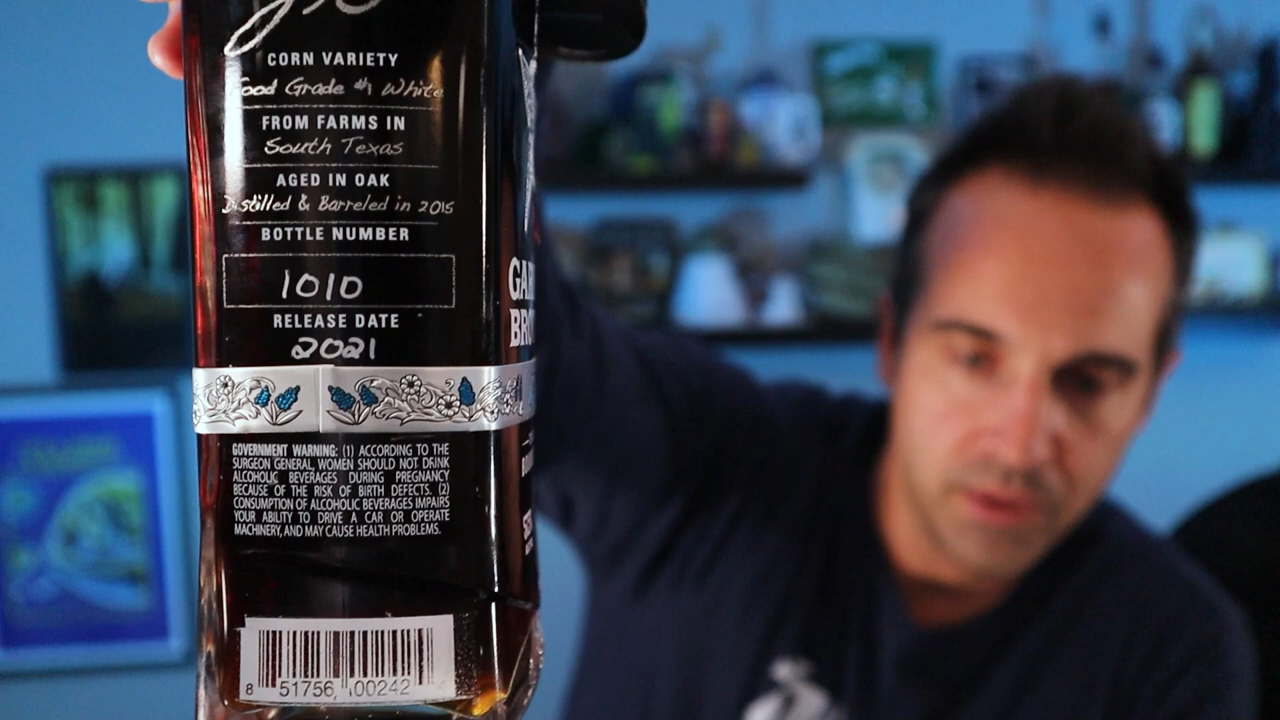 CORN VARIETY
Food Grade #1 White
FROM FARMS IN
South Texas
AGED IN OAK
Distilled & Barreled in 2015
BOTTLE NUMBER
1010
RELEASE DATE
2021
GOVERNMENT WARNING: (1) ACCORDING TO THE
SURGEON GENERAL, WOMEN SHOULD NOT DRINK
ALCOHOLIC BEVERAGES DURING PREGNANCY
BECAUSE OF THE RISK OF BIRTH DEFECTS. (2)
CONSUMPTION OF ALCOHOLIC BEVERAGES IMPAIRS
YOUR ABILITY TO DRIVE A CAR OR OPERATE
MACHINERY, AND MAY CAUSE HEALTH PROBLEMS.
8 51756 00242 4
GAR
BRO